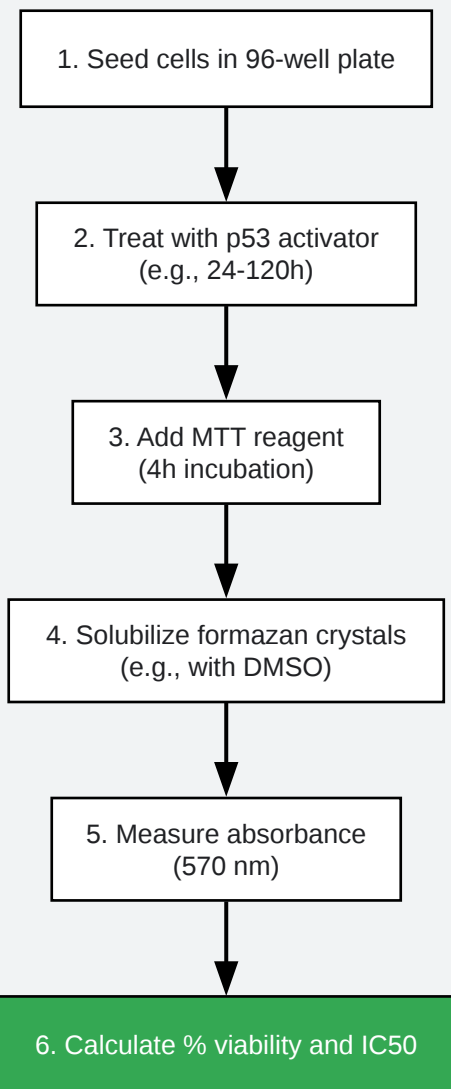 1. Seed cells in 96-well plate
2. Treat with p53 activator
(e.g., 24-120h)
3. Add MTT reagent
(4h incubation)
4. Solubilize formazan crystals
(e.g., with DMSO)
5. Measure absorbance
(570 nm)
6. Calculate % viability and IC50